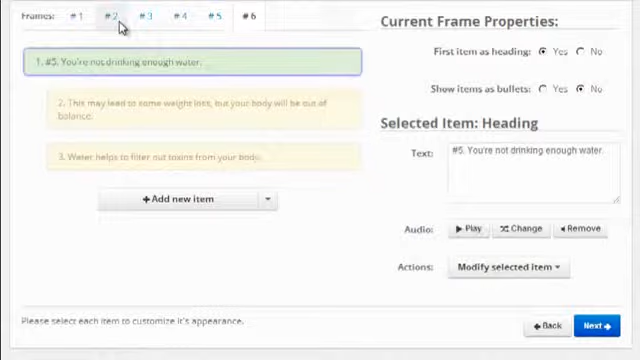 Frames: # 1 # 2 # 3 # 4 # 5 # 6
1. #5. You're not drinking enough water.
2. This may lead to some weight loss, but your body will be out of
balance.
3. Water helps to filter out toxins from your body.
+ Add new item
Current Frame Properties:
First item as heading: Yes No
Show items as bullets: Yes No
Selected Item: Heading
Text: #5. You're not drinking enough water.
Audio: Play Change Remove
Actions: Modify selected item
Please select each item to customize it's appearance.
Back Next